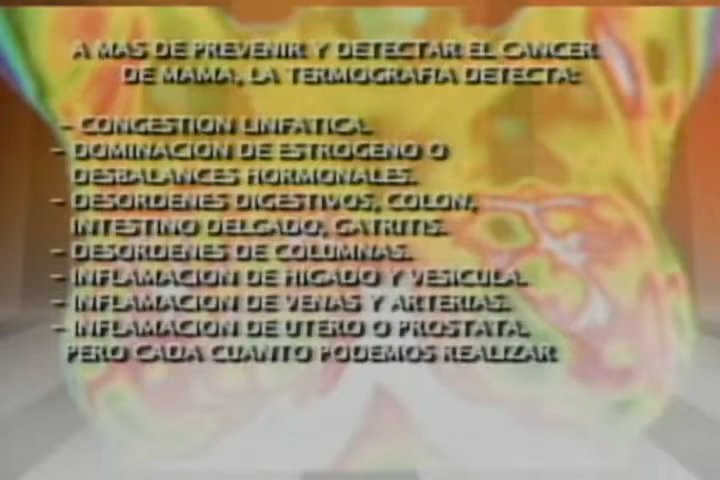 A MAS DE PREVENIR Y DETECTAR EL CANCER
DE MAMA, LA TERMOGRAFIA DETECTA:
- CONGESTION LINFATICA.
- DOMINACION DE ESTROGENO O
DESBALANCES HORMONALES.
- DESORDENES DIGESTIVOS, COLON,
INTESTINO DELGADO, CATRITIS.
- DESORDENES DE COLUMNAS.
- INFLAMACION DE HIGADO Y VESICULA.
- INFLAMACION DE VENAS Y ARTERIAS.
- INFLAMACION DE UTERO O PROSTATA.
PERO CADA CUANTO PODEMOS REALIZAR